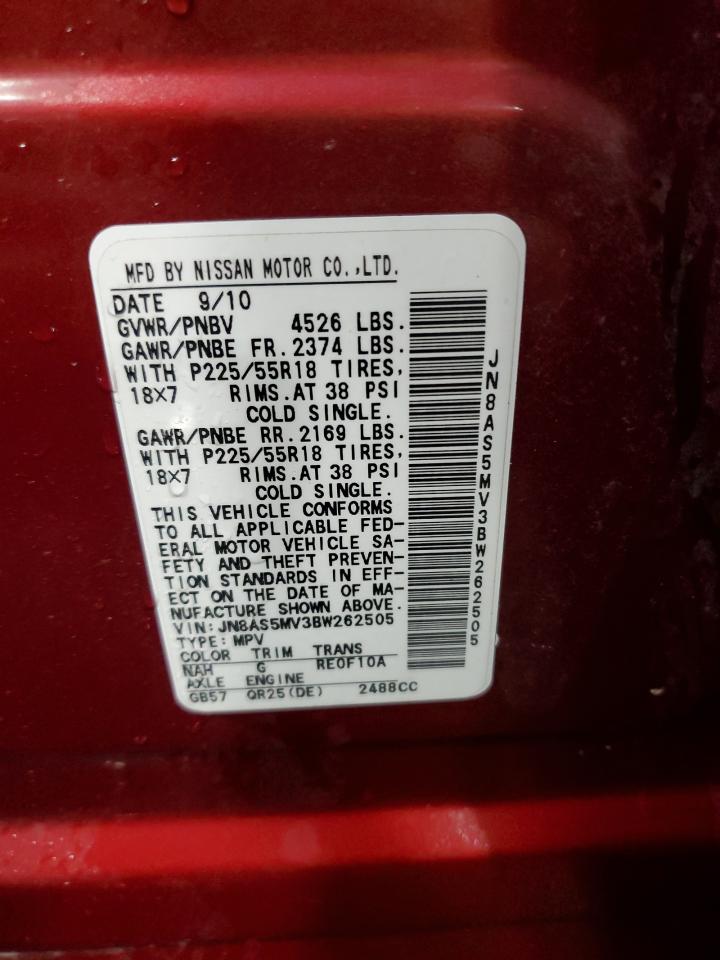 MFD BY NISSAN MOTOR CO.,LTD.
DATE 9/10
GVWR/PNBV 4526 LBS.
GAWR/PNBE FR.2374 LBS.
WITH P225/55R18 TIRES,
18×7 RIMS.AT 38 PSI
COLD SINGLE.
GAWR/PNBE RR.2169 LBS.
WITH P225/55R18 TIRES,
18×7 RIMS.AT 38 PSI
COLD SINGLE.
THIS VEHICLE CONFORMS
TO ALL APPLICABLE FED-
ERAL MOTOR VEHICLE SA-
FETY AND THEFT PREVEN-
TION STANDARDS IN EFF-
ECT ON THE DATE OF MA-
NUFACTURE SHOWN ABOVE.
VIN: JN8AS5MV3BW262505
TYPE: MPV
COLOR TRIM TRANS
NAH G RE0F10A
AXLE ENGINE
GB57 QR25(DE) 2488CC
JN8AS5MV3BW262505